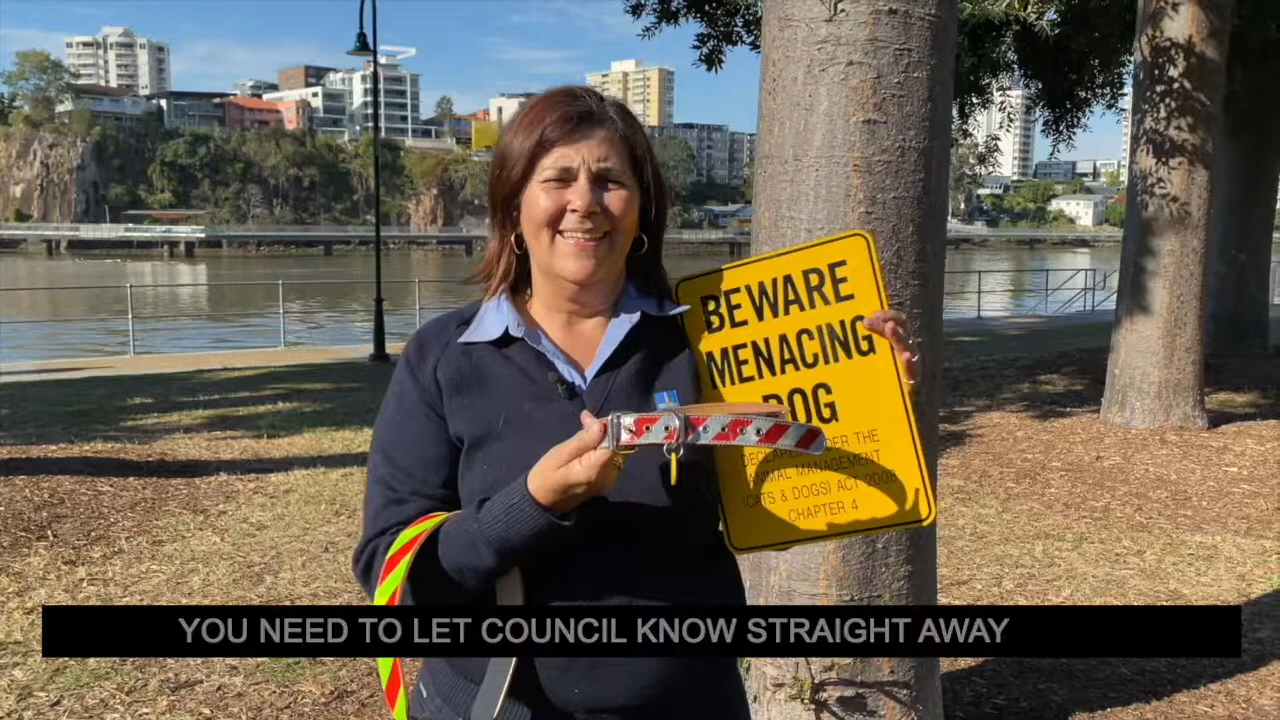 BEWARE
MENACING
DOG
DECLARED UNDER THE
ANIMAL MANAGEMENT
(CATS & DOGS) ACT 2008
CHAPTER 4
YOU NEED TO LET COUNCIL KNOW STRAIGHT AWAY